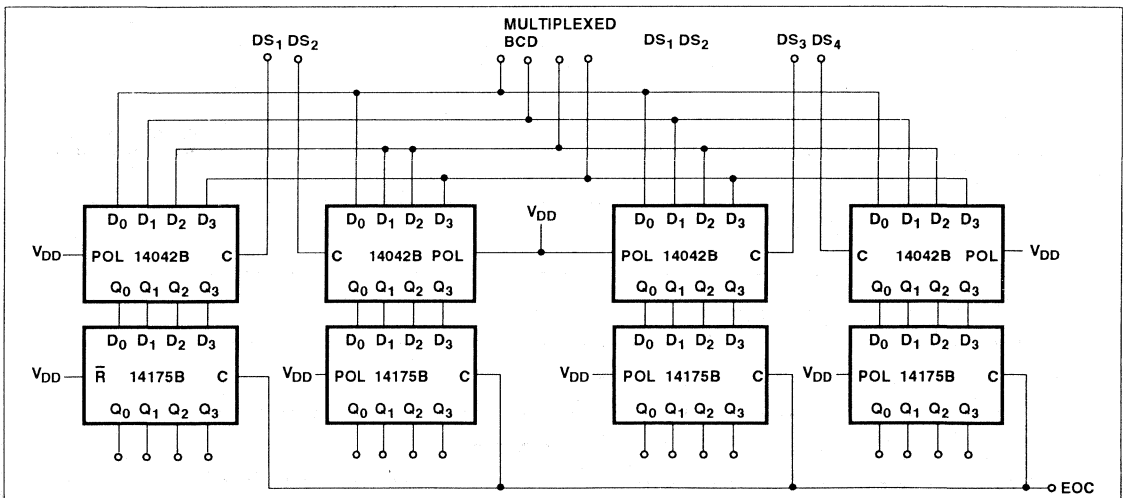 MULTIPLEXED
DS1 DS2 BCD DS1 DS2 DS3 DS4
D0 D1 D2 D3 D0 D1 D2 D3 VDD D0 D1 D2 D3 D0 D1 D2 D3
VDD POL 14042B C C 14042B POL POL 14042B C C 14042B POL VDD
Q0 Q1 Q2 Q3 Q0 Q1 Q2 Q3 Q0 Q1 Q2 Q3 Q0 Q1 Q2 Q3
D0 D1 D2 D3 D0 D1 D2 D3 D0 D1 D2 D3 D0 D1 D2 D3
VDD R̅ 14175B C VDD POL 14175B C VDD POL 14175B C VDD POL 14175B C
Q0 Q1 Q2 Q3 Q0 Q1 Q2 Q3 Q0 Q1 Q2 Q3 Q0 Q1 Q2 Q3
EOC